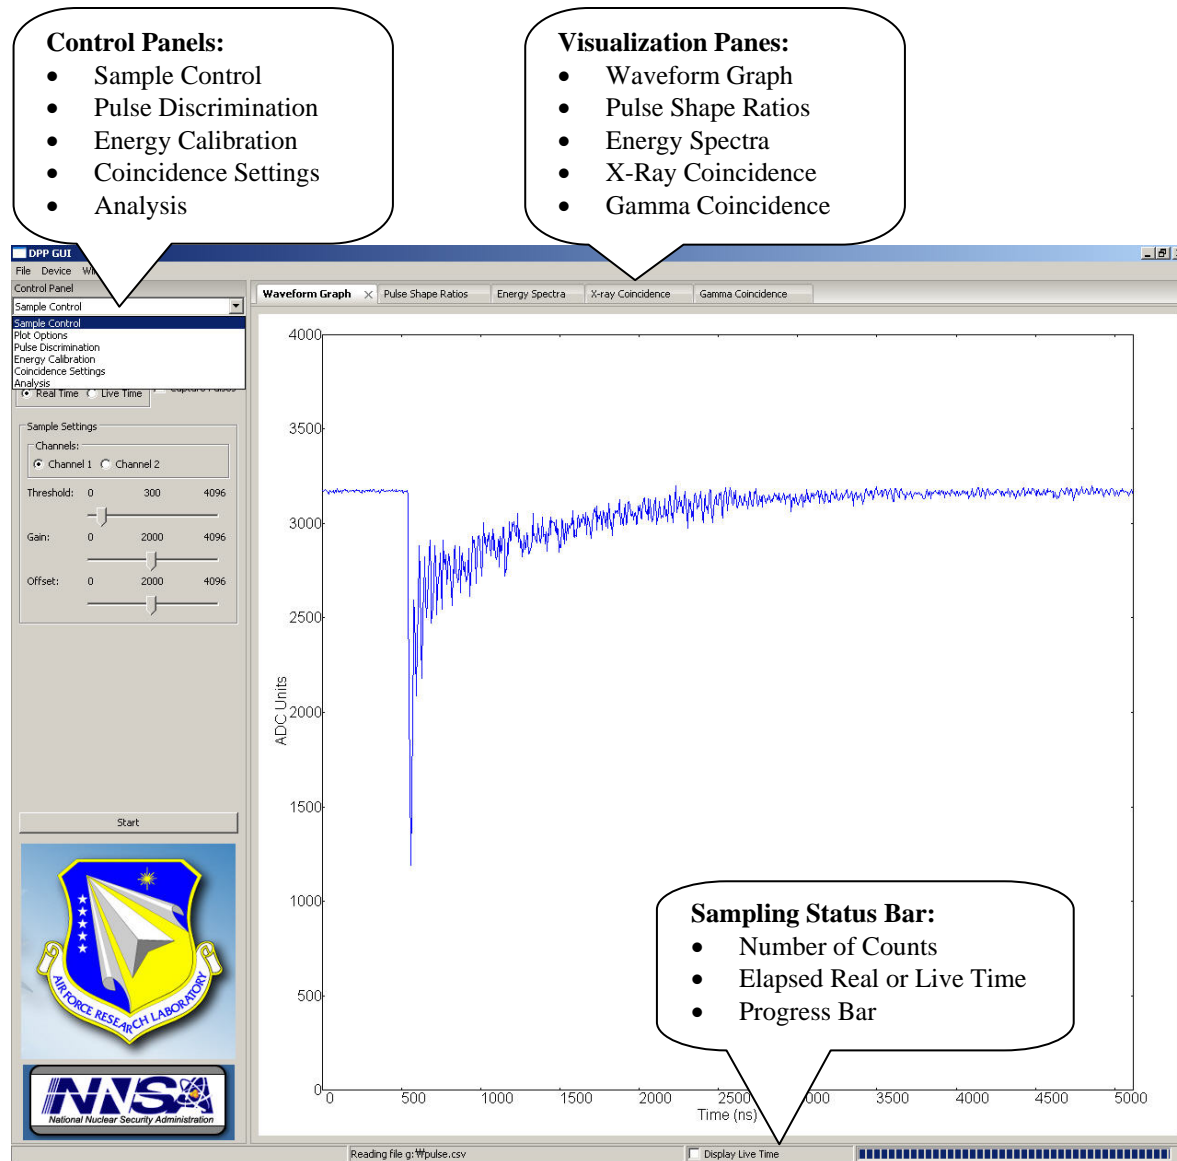 Control Panels:
• Sample Control
• Pulse Discrimination
• Energy Calibration
• Coincidence Settings
• Analysis
Visualization Panes:
• Waveform Graph
• Pulse Shape Ratios
• Energy Spectra
• X-Ray Coincidence
• Gamma Coincidence
DPP GUI
File Device
Control Panel
Sample Control
Sample Control
Plot Options
Pulse Discrimination
Energy Calibration
Coincidence Settings
Analysis
Real Time Live Time
Sample Settings
Channels:
Channel 1 Channel 2
Threshold: 0 300 4096
Gain: 0 2000 4096
Offset: 0 2000 4096
Start
AIR FORCE RESEARCH LABORATORY
NNSA
National Nuclear Security Administration
Waveform Graph Pulse Shape Ratios Energy Spectra X-ray Coincidence Gamma Coincidence
4000
3500
3000
2500
2000
1500
1000
500
0
ADC Units
0 500 1000 1500 2000 2500 3000 3500 4000 4500 5000
Time (ns)
Sampling Status Bar:
• Number of Counts
• Elapsed Real or Live Time
• Progress Bar
Reading file g:₩pulse.csv
Display Live Time